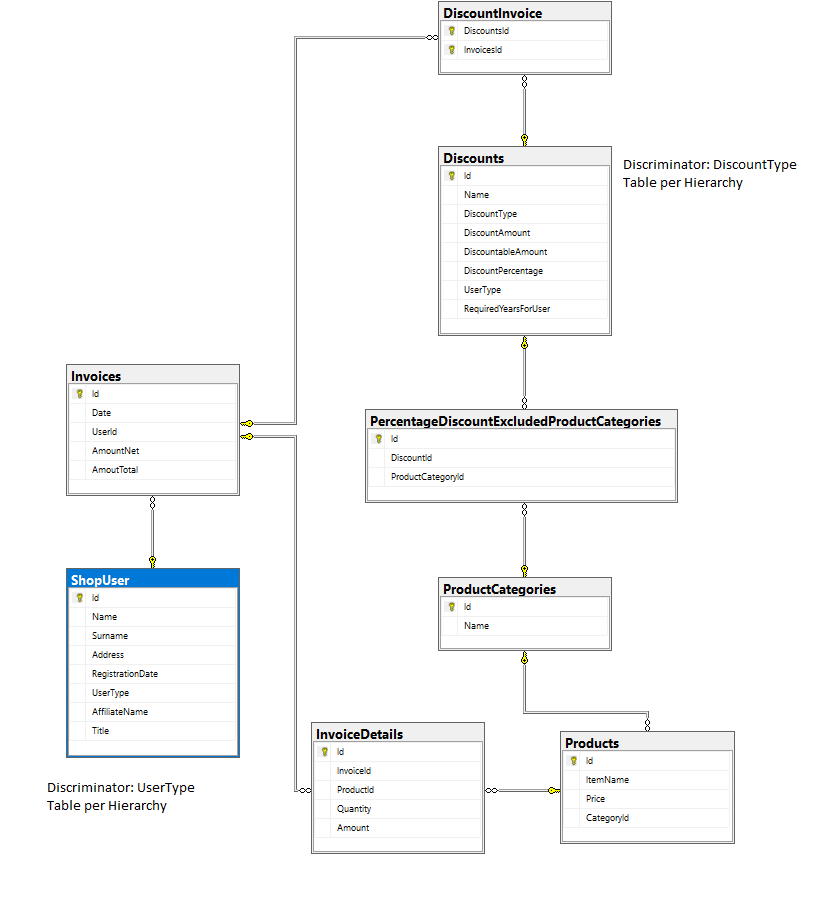 DiscountInvoice
DiscountsId
InvoicesId
Discounts
Id
Name
DiscountType
DiscountAmount
DiscountableAmount
DiscountPercentage
UserType
RequiredYearsForUser
Discriminator: DiscountType
Table per Hierarchy
Invoices
Id
Date
UserId
AmountNet
AmoutTotal
PercentageDiscountExcludedProductCategories
Id
DiscountId
ProductCategoryId
ShopUser
Id
Name
Surname
Address
RegistrationDate
UserType
AffiliateName
Title
Discriminator: UserType
Table per Hierarchy
ProductCategories
Id
Name
InvoiceDetails
Id
InvoiceId
ProductId
Quantity
Amount
Products
Id
ItemName
Price
CategoryId